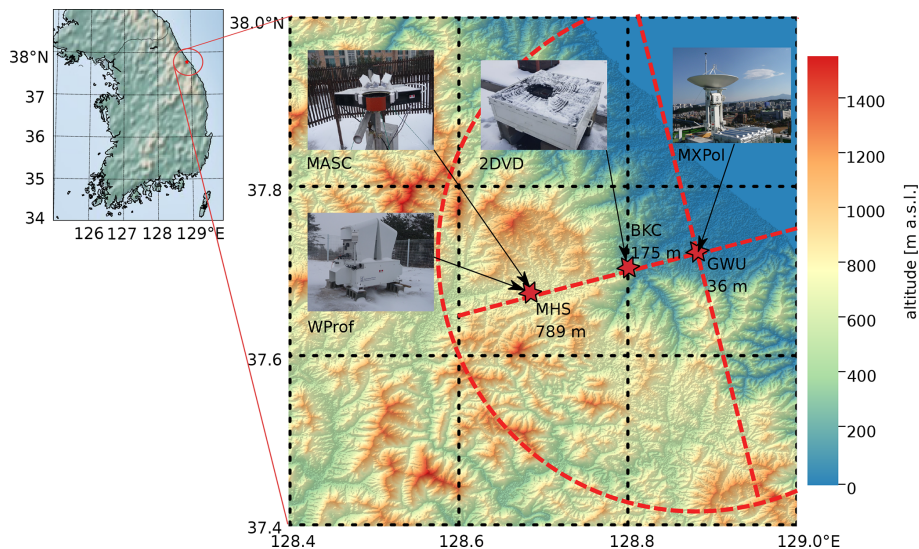 38°N
37
36
35
34
126 127 128 129°E
38.0°N
37.8
37.6
37.4
128.4 128.6 128.8 129.0°E
MASC
2DVD
MXPol
WProf
BKC
175 m
GWU
36 m
MHS
789 m
1400
1200
1000
800
600
400
200
0
altitude [m a.s.l.]